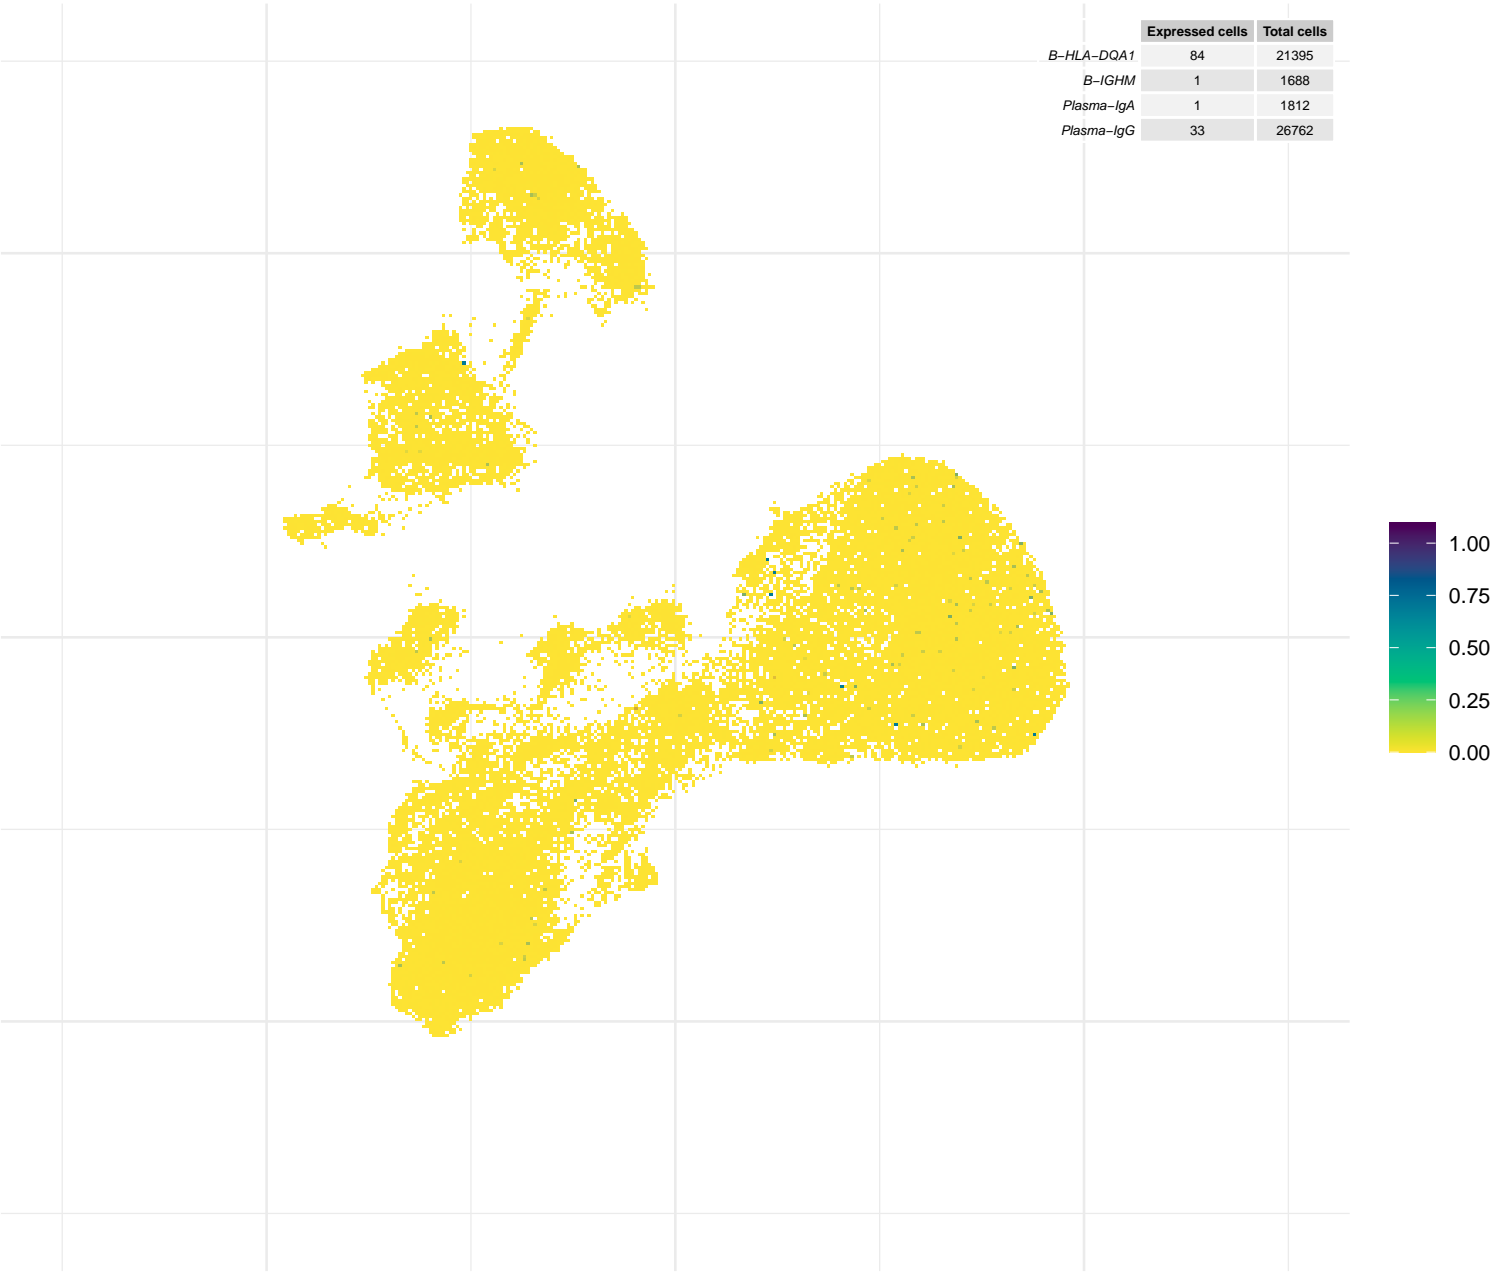 Expressed cells Total cells
B−HLA−DQA1 84 21395
B−IGHM 1 1688
Plasma−IgA 1 1812
Plasma−IgG 33 26762
1.00
0.75
0.50
0.25
0.00